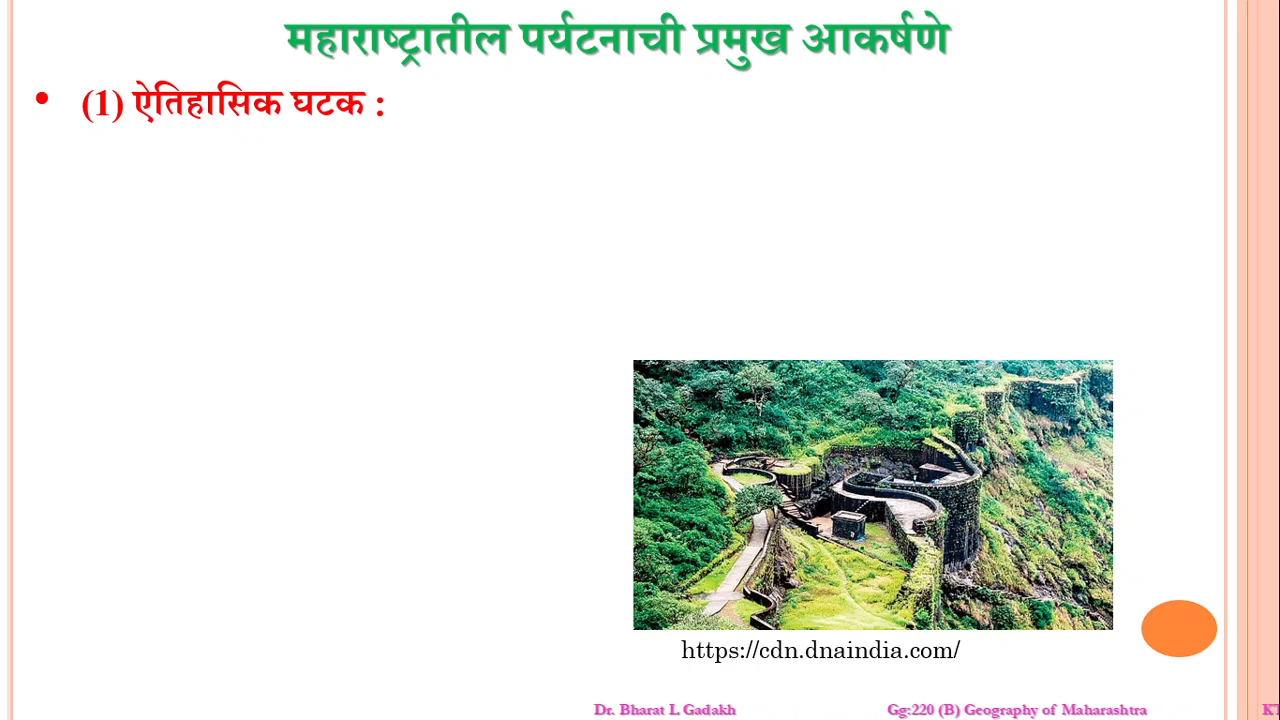 महाराष्ट्रातील पर्यटनाची प्रमुख आकर्षणे
• (1) ऐतिहासिक घटक :
https://cdn.dnaindia.com/
Dr. Bharat L Gadakh Gg:220 (B) Geography of Maharashtra